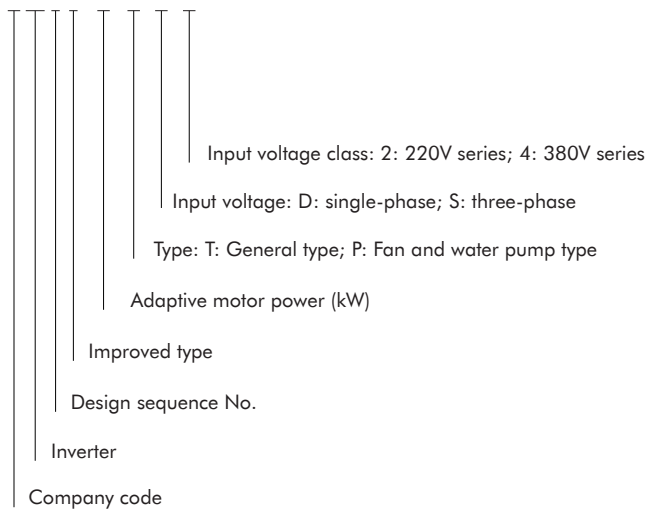 Input voltage class: 2: 220V series; 4: 380V series
Input voltage: D: single-phase; S: three-phase
Type: T: General type; P: Fan and water pump type
Adaptive motor power (kW)
Improved type
Design sequence No.
Inverter
Company code